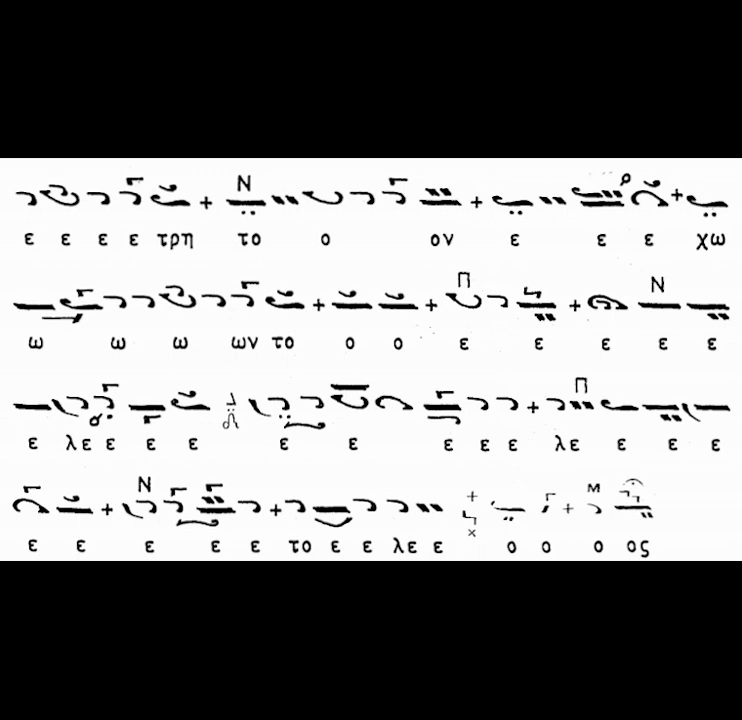 ε ε ε ε τρη το ο ον ε ε ε χω
ω ω ω ων το ο ο ε ε ε ε ε
ε λε ε ε ε ε ε ε ε ε λε ε ε ε
ε ε ε ε ε το ε ε λε ε ο ο ο ος